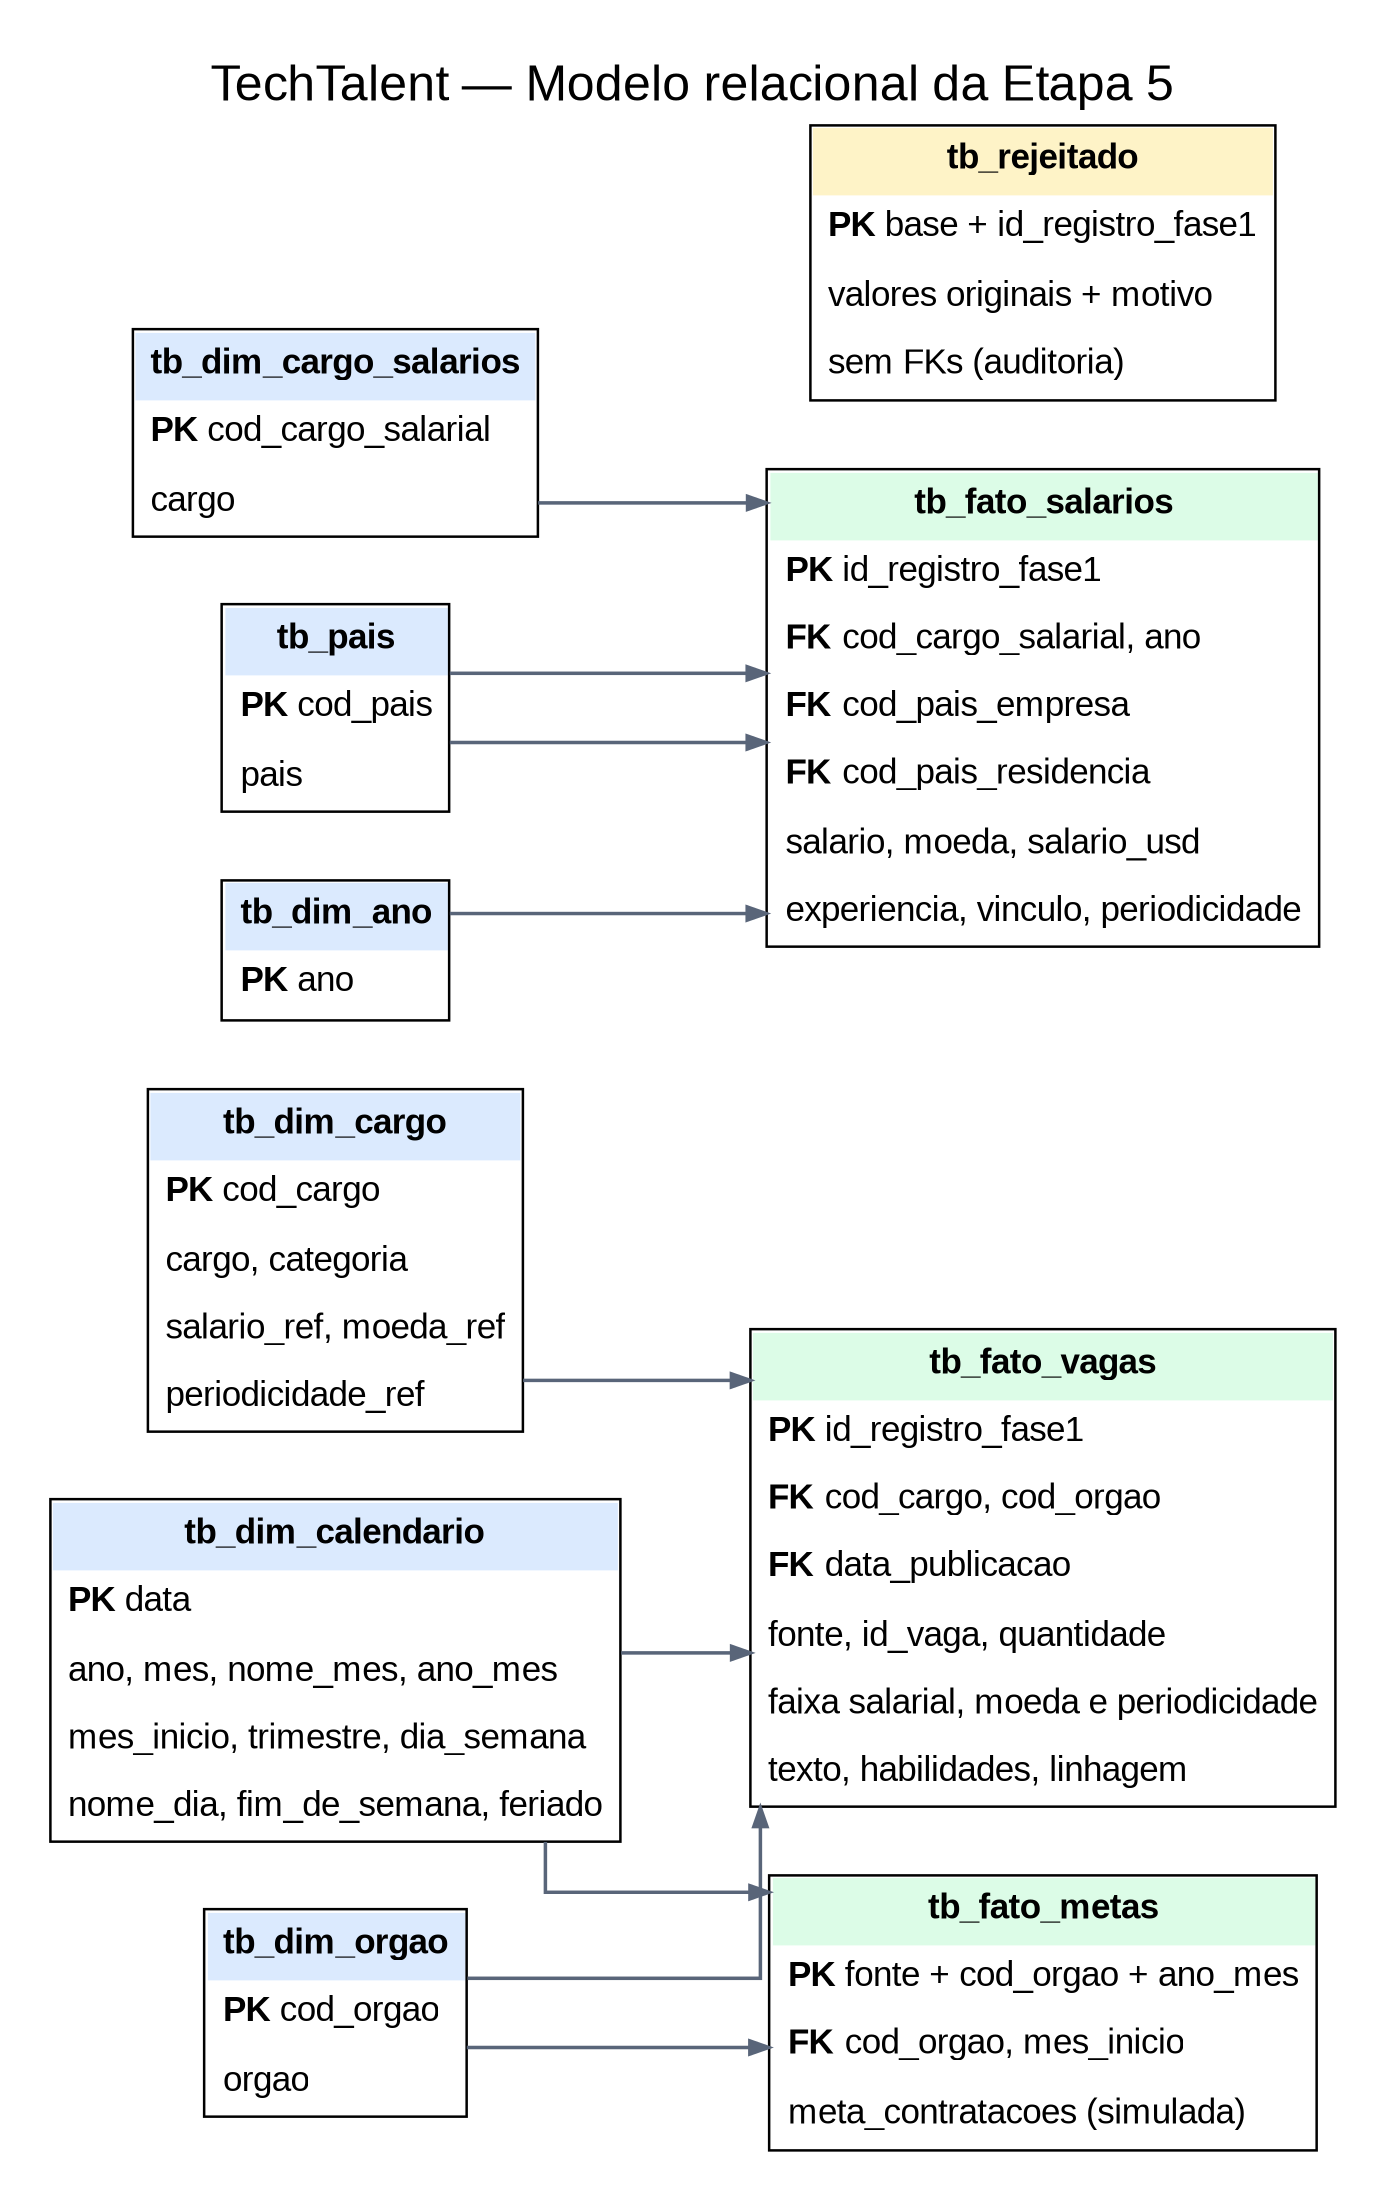 TechTalent — Modelo relacional da Etapa 5
tb_rejeitado
PK base + id_registro_fase1
valores originais + motivo
sem FKs (auditoria)
tb_dim_cargo_salarios
PK cod_cargo_salarial
cargo
tb_fato_salarios
PK id_registro_fase1
FK cod_cargo_salarial, ano
FK cod_pais_empresa
FK cod_pais_residencia
salario, moeda, salario_usd
experiencia, vinculo, periodicidade
tb_pais
PK cod_pais
pais
tb_dim_ano
PK ano
tb_dim_cargo
PK cod_cargo
cargo, categoria
salario_ref, moeda_ref
periodicidade_ref
tb_fato_vagas
PK id_registro_fase1
FK cod_cargo, cod_orgao
FK data_publicacao
fonte, id_vaga, quantidade
faixa salarial, moeda e periodicidade
texto, habilidades, linhagem
tb_dim_calendario
PK data
ano, mes, nome_mes, ano_mes
mes_inicio, trimestre, dia_semana
nome_dia, fim_de_semana, feriado
tb_fato_metas
PK fonte + cod_orgao + ano_mes
FK cod_orgao, mes_inicio
meta_contratacoes (simulada)
tb_dim_orgao
PK cod_orgao
orgao